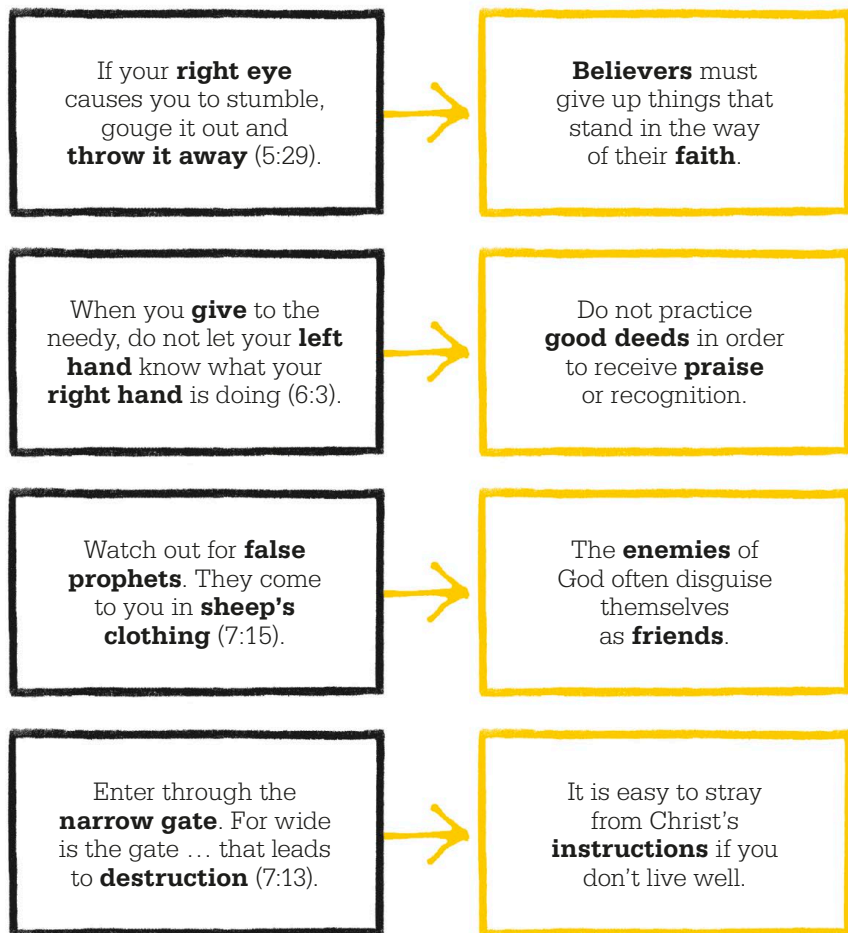 If your right eye
causes you to stumble,
gouge it out and
throw it away (5:29).
Believers must
give up things that
stand in the way
of their faith.
When you give to the
needy, do not let your left
hand know what your
right hand is doing (6:3).
Do not practice
good deeds in order
to receive praise
or recognition.
Watch out for false
prophets. They come
to you in sheep's
clothing (7:15).
The enemies of
God often disguise
themselves
as friends.
Enter through the
narrow gate. For wide
is the gate … that leads
to destruction (7:13).
It is easy to stray
from Christ's
instructions if you
don't live well.